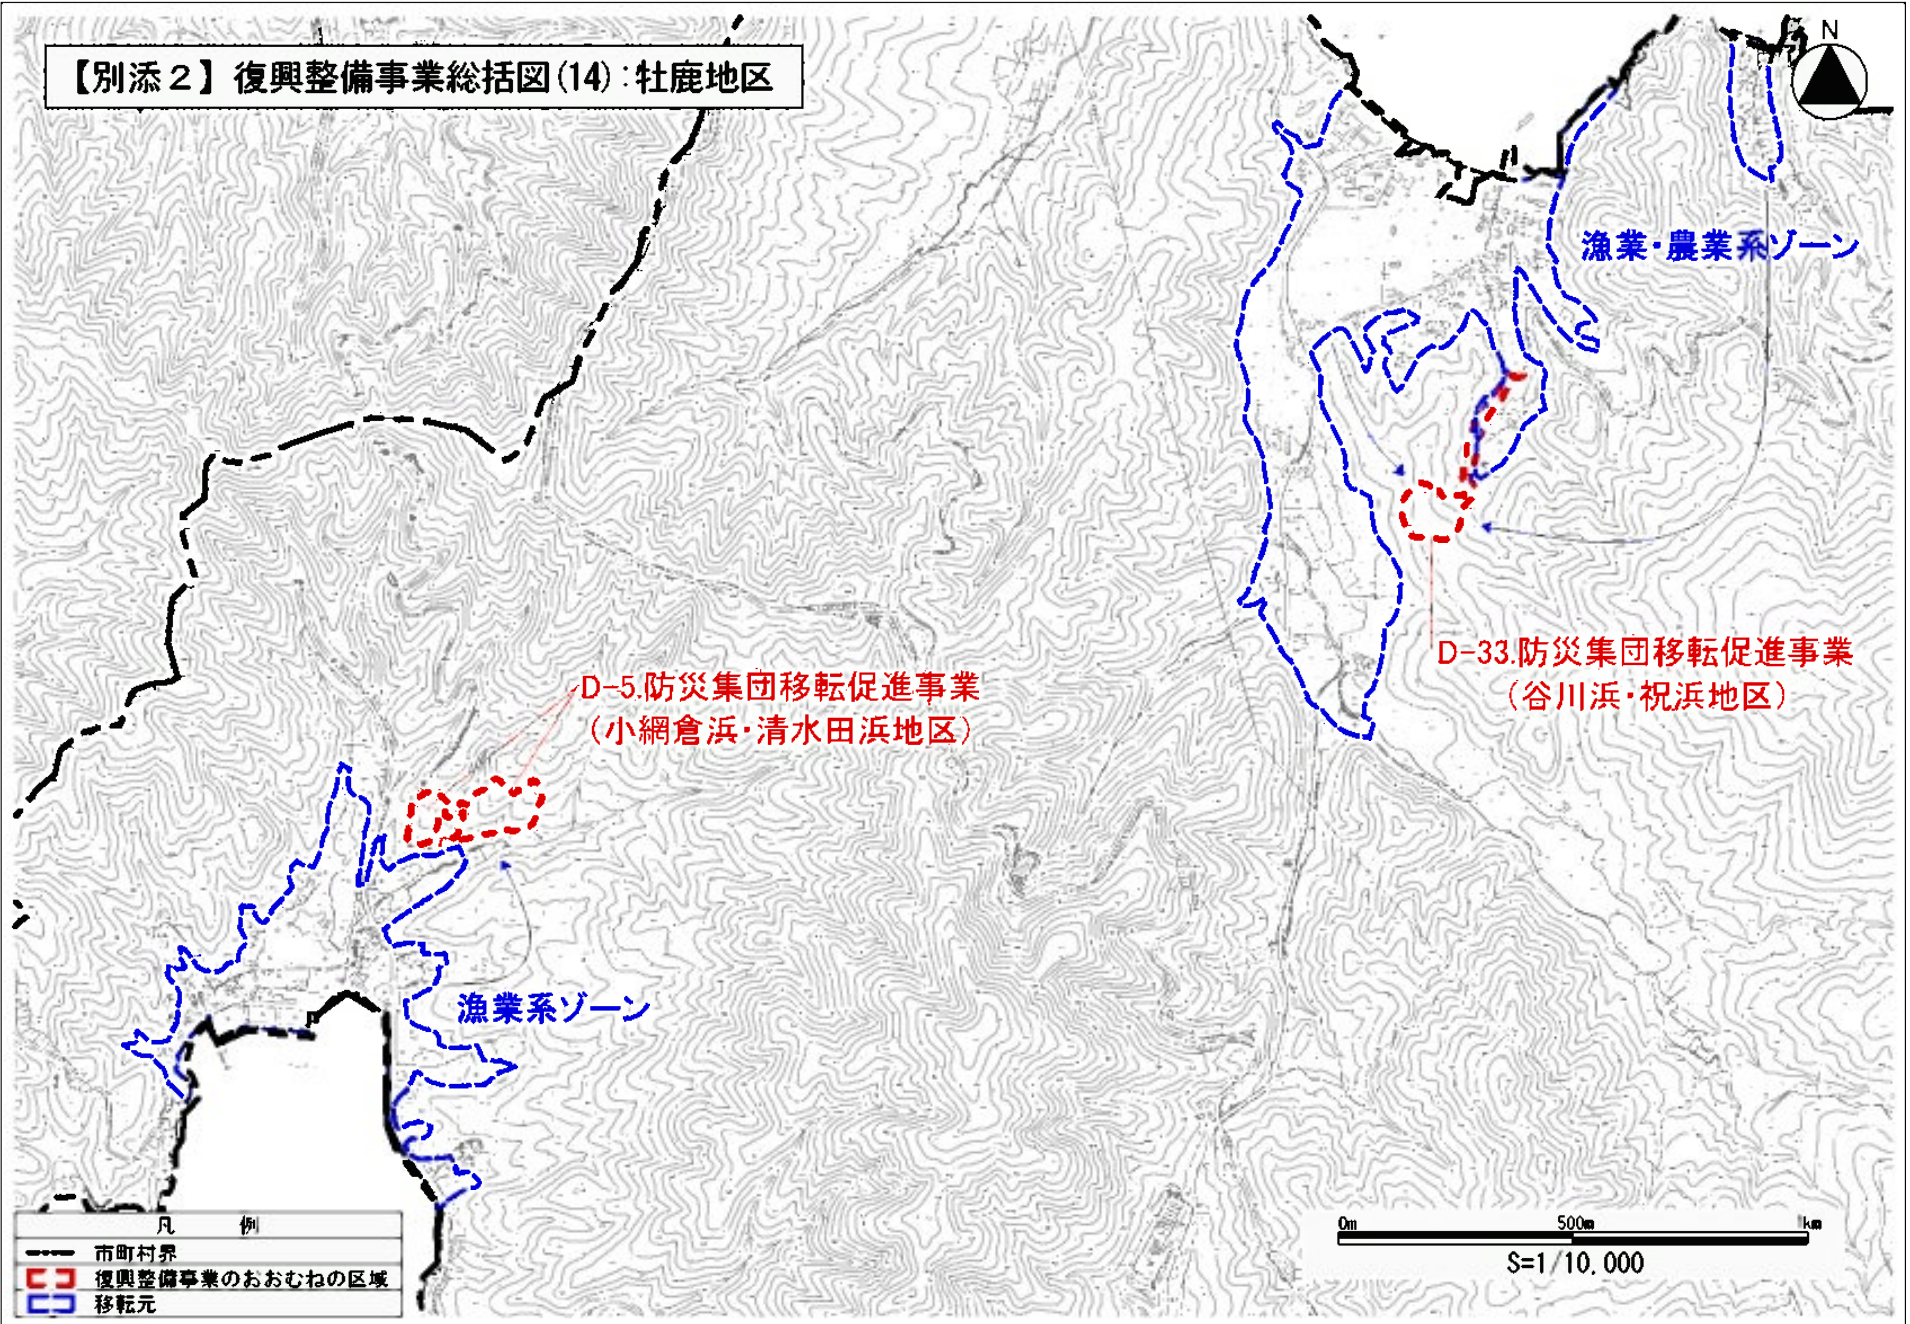 【別添２】復興整備事業総括図(14):牡鹿地区
N
漁業・農業系ゾーン
D-33.防災集団移転促進事業
(谷川浜・祝浜地区)
D-5.防災集団移転促進事業
(小網倉浜・清水田浜地区)
漁業系ゾーン
凡　例
市町村界
復興整備事業のおおむねの区域
移転元
0m 500m 1km
S=1/10,000